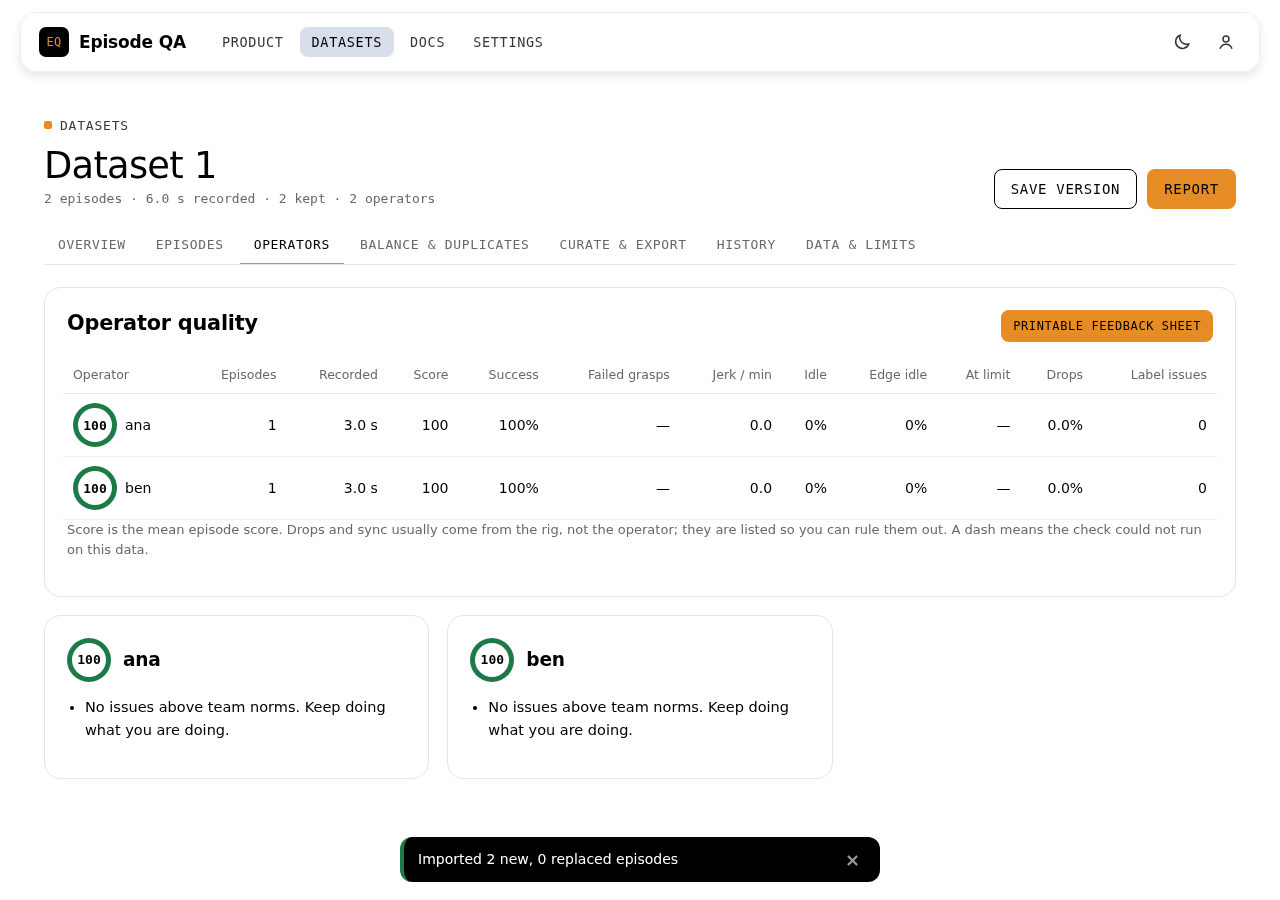 EQ Episode QA PRODUCT DATASETS DOCS SETTINGS
DATASETS
Dataset 1
2 episodes · 6.0 s recorded · 2 kept · 2 operators
SAVE VERSION REPORT
OVERVIEW EPISODES OPERATORS BALANCE & DUPLICATES CURATE & EXPORT HISTORY DATA & LIMITS
Operator quality
PRINTABLE FEEDBACK SHEET
Operator Episodes Recorded Score Success Failed grasps Jerk / min Idle Edge idle At limit Drops Label issues
100 ana 1 3.0 s 100 100% — 0.0 0% 0% — 0.0% 0
100 ben 1 3.0 s 100 100% — 0.0 0% 0% — 0.0% 0
Score is the mean episode score. Drops and sync usually come from the rig, not the operator; they are listed so you can rule them out. A dash means the check could not run
on this data.
100 ana
• No issues above team norms. Keep doing
what you are doing.
100 ben
• No issues above team norms. Keep doing
what you are doing.
Imported 2 new, 0 replaced episodes ×